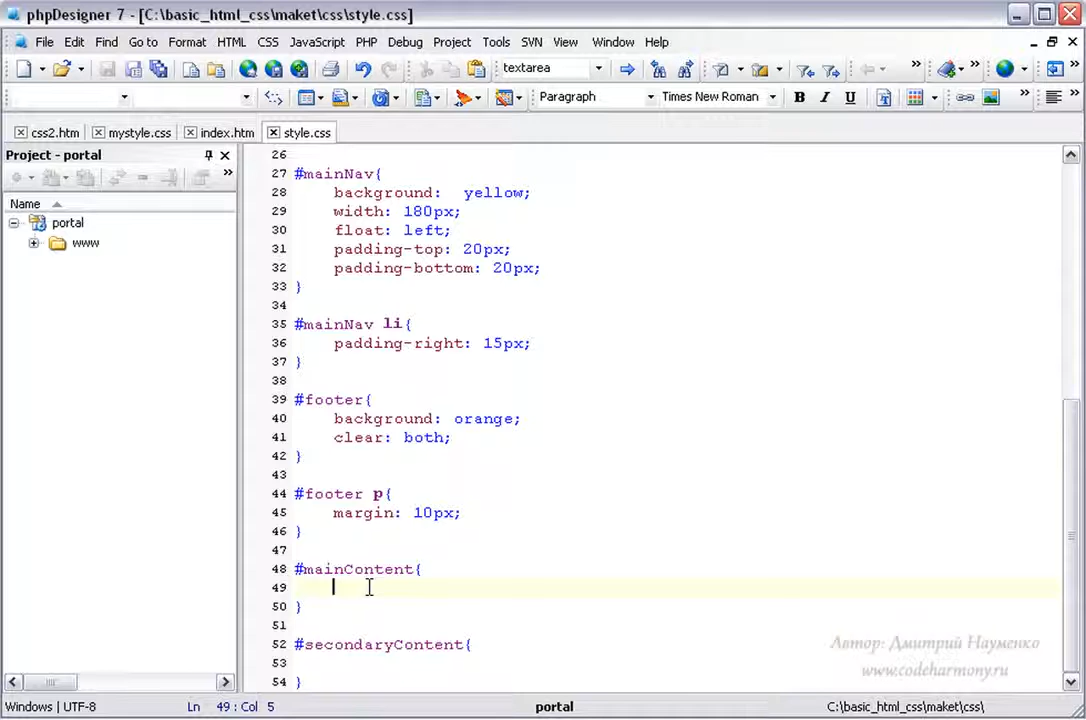 phpDesigner 7 - [C:\basic_html_css\maket\css\style.css]
File Edit Find Go to Format HTML CSS JavaScript PHP Debug Project Tools SVN View Window Help
textarea
Paragraph Times New Roman B I U
css2.htm mystyle.css index.htm style.css
Project - portal
Name
portal
www
26
27 #mainNav{
28 background:  yellow;
29 width: 180px;
30 float: left;
31 padding-top: 20px;
32 padding-bottom: 20px;
33 }
34
35 #mainNav li{
36 padding-right: 15px;
37 }
38
39 #footer{
40 background: orange;
41 clear: both;
42 }
43
44 #footer p{
45 margin: 10px;
46 }
47
48 #mainContent{
49
50 }
51
52 #secondaryContent{
53
54 }
Автор: Дмитрий Науменко
www.codeharmony.ru
Windows | UTF-8 Ln 49 : Col 5 portal C:\basic_html_css\maket\css\